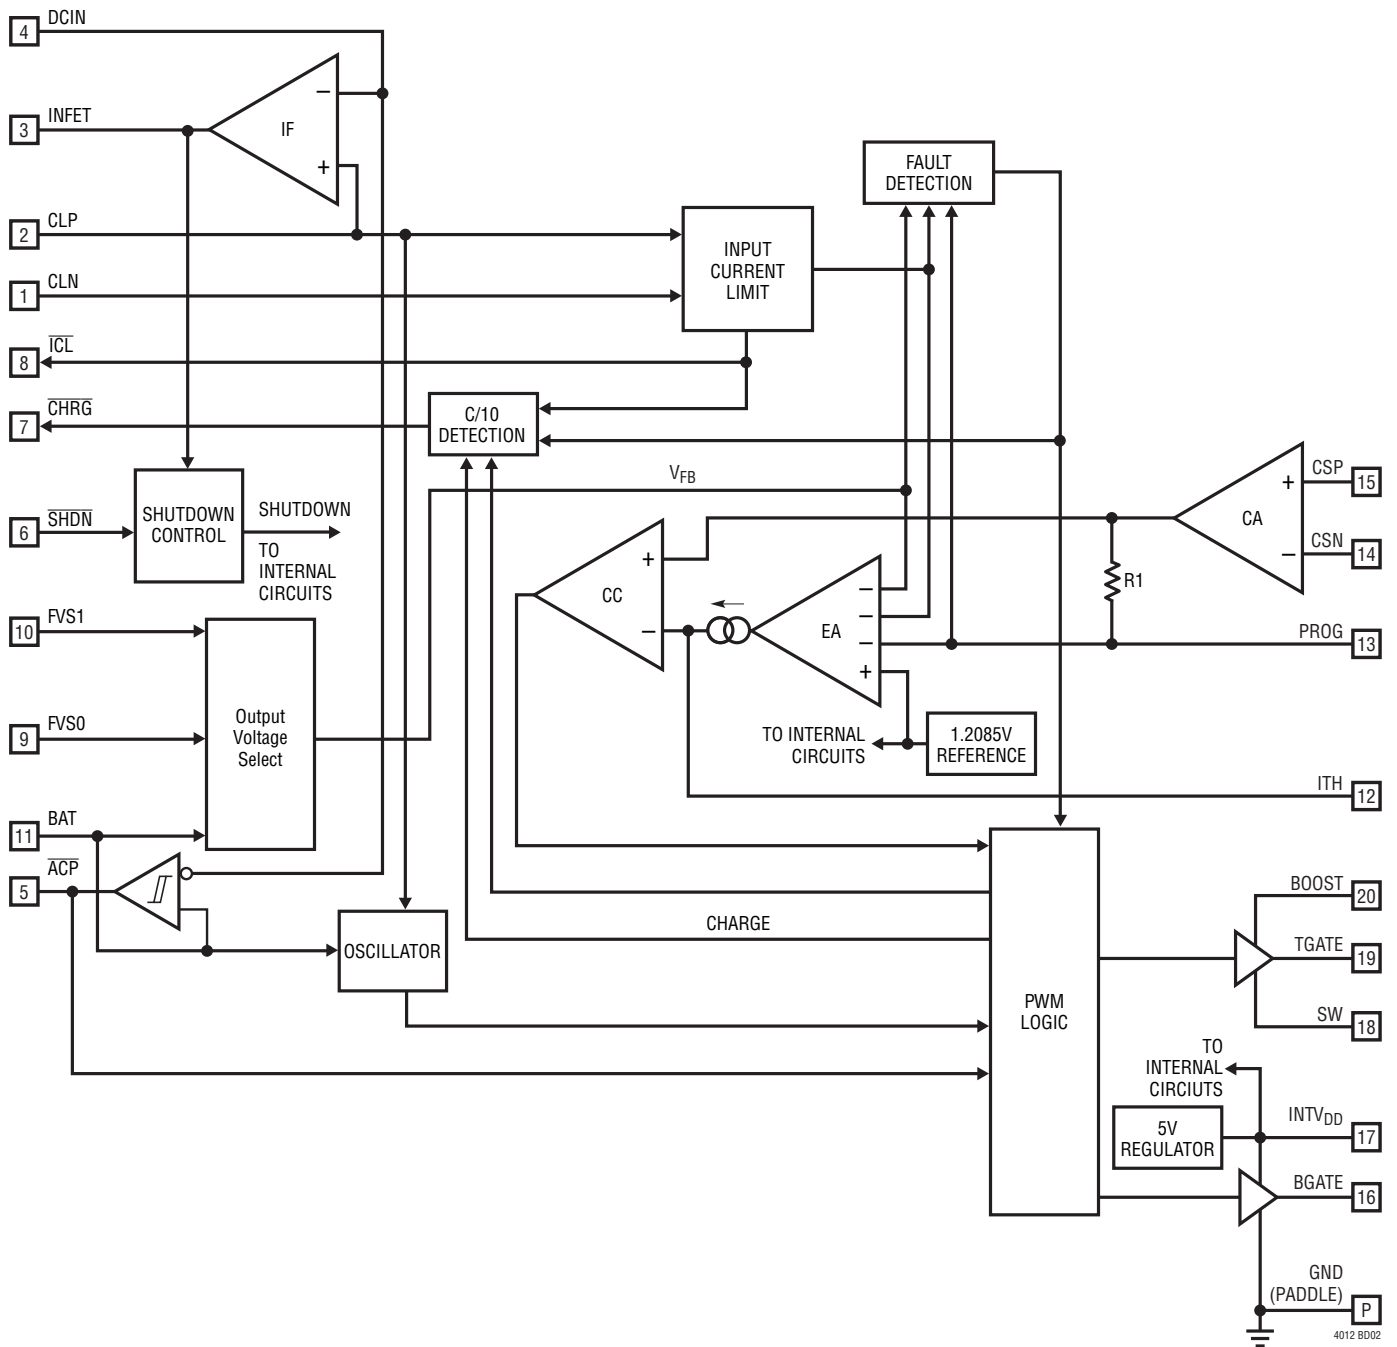 DCIN
4
INFET
3
IF
−
+
CLP
2
CLN
1
ICL
8
CHRG
7
SHDN
6
SHUTDOWN
CONTROL
SHUTDOWN
TO
INTERNAL
CIRCUITS
FVS1
10
FVS0
9
Output
Voltage
Select
BAT
11
ACP
5
OSCILLATOR
INPUT
CURRENT
LIMIT
FAULT
DETECTION
C/10
DETECTION
VFB
CC
+
−
EA
−
−
−
+
TO INTERNAL
CIRCUITS
1.2085V
REFERENCE
CA
+
−
R1
CSP
15
CSN
14
PROG
13
ITH
12
CHARGE
PWM
LOGIC
BOOST
20
TGATE
19
SW
18
TO
INTERNAL
CIRCIUTS
5V
REGULATOR
INTVDD
17
BGATE
16
GND
(PADDLE)
P
4012 BD02